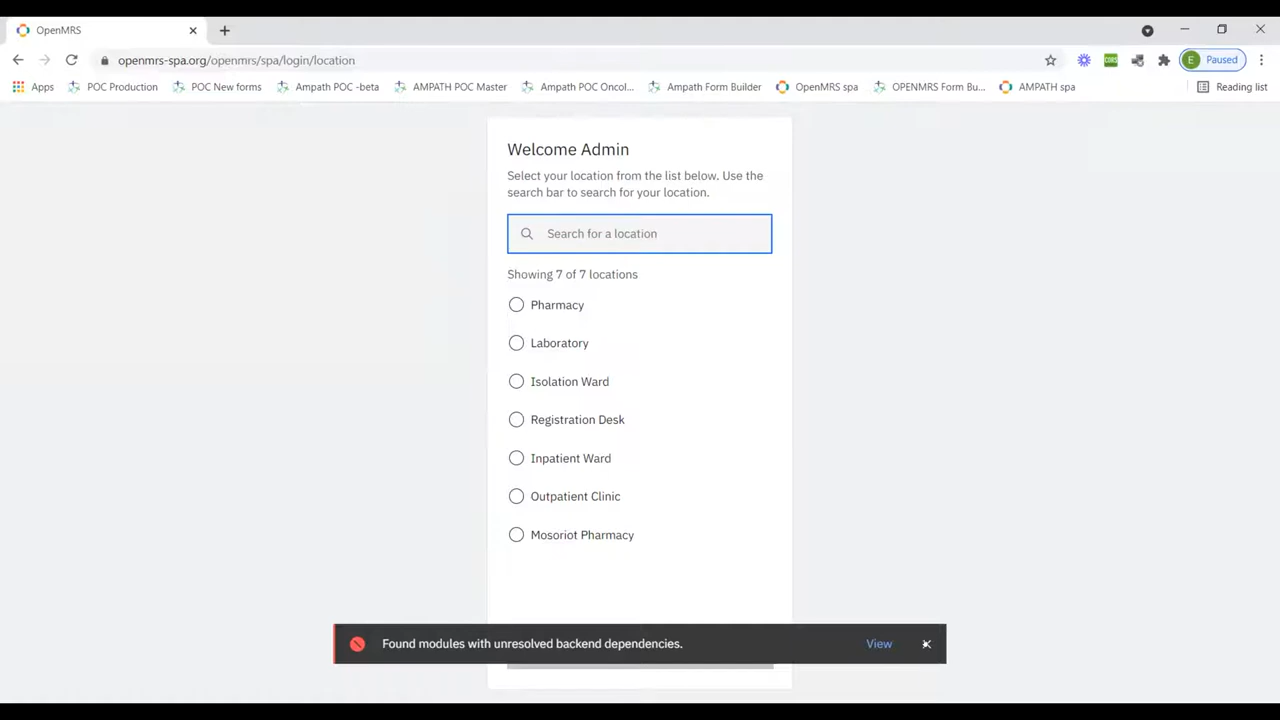 OpenMRS
openmrs-spa.org/openmrs/spa/login/location
CORS
E
Paused
Apps
POC Production
POC New forms
Ampath POC -beta
AMPATH POC Master
Ampath POC Oncol...
Ampath Form Builder
OpenMRS spa
OPENMRS Form Bu...
AMPATH spa
Reading list
Welcome Admin
Select your location from the list below. Use the
search bar to search for your location.
Search for a location
Showing 7 of 7 locations
Pharmacy
Laboratory
Isolation Ward
Registration Desk
Inpatient Ward
Outpatient Clinic
Mosoriot Pharmacy
Found modules with unresolved backend dependencies.
View